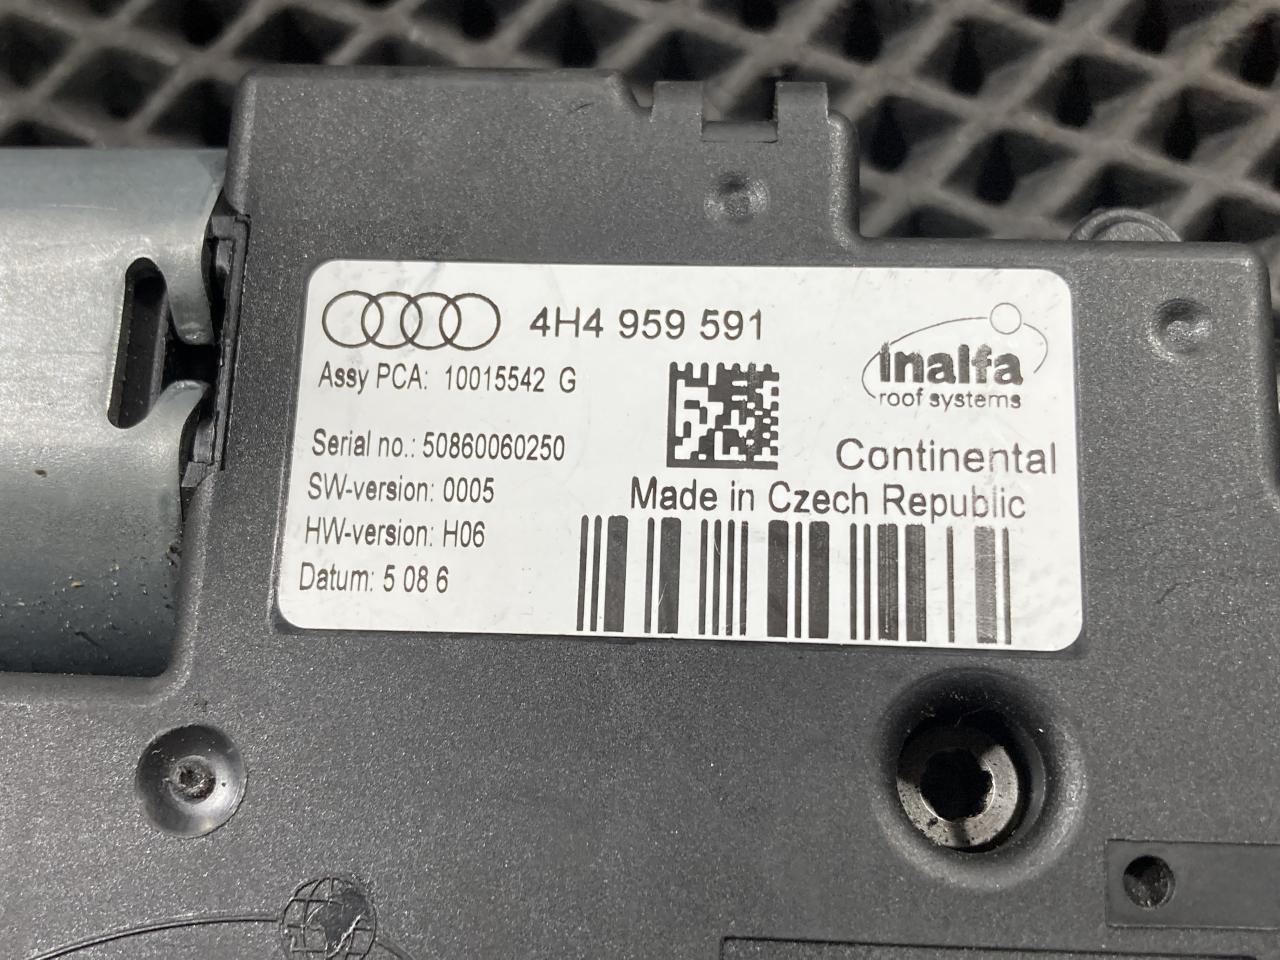 4H4 959 591
Assy PCA: 10015542 G
Serial no.: 50860060250
SW-version: 0005
HW-version: H06
Datum: 5 08 6
inalfa
roof systems
Continental
Made in Czech Republic